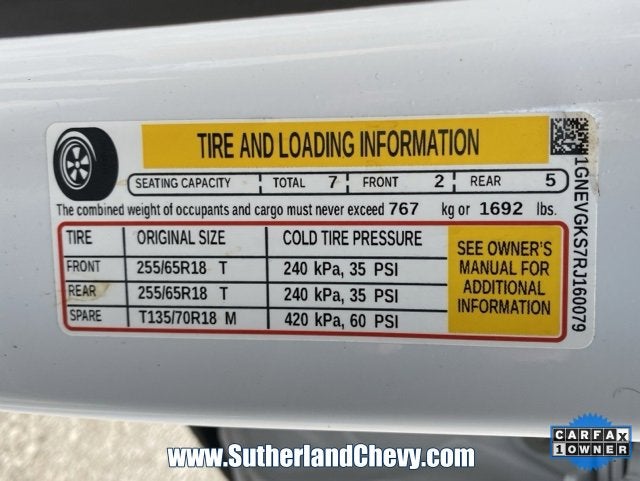 TIRE AND LOADING INFORMATION
SEATING CAPACITY TOTAL 7 FRONT 2 REAR 5
The combined weight of occupants and cargo must never exceed 767 kg or 1692 lbs.
TIRE ORIGINAL SIZE COLD TIRE PRESSURE
FRONT 255/65R18 T 240 kPa, 35 PSI
REAR 255/65R18 T 240 kPa, 35 PSI
SPARE T135/70R18 M 420 kPa, 60 PSI
SEE OWNER'S
MANUAL FOR
ADDITIONAL
INFORMATION
1GNEVGKS7RJ160079
www.SutherlandChevy.com
CARFAX
1 OWNER